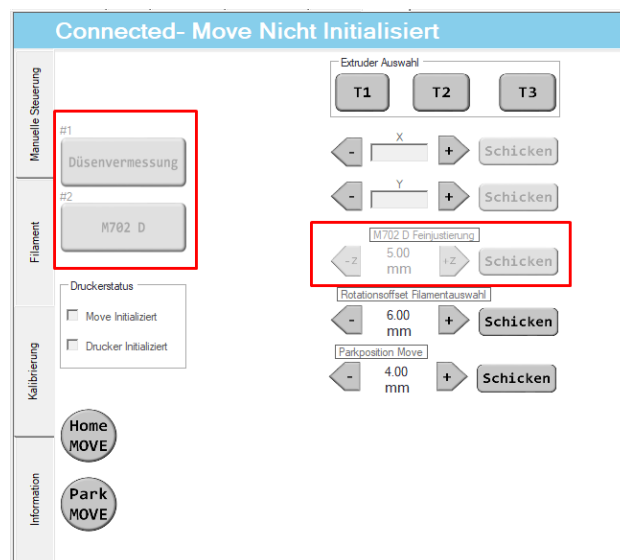 Connected- Move Nicht Initialisiert
Manuelle Steuerung
Filament
Kalibrierung
Information
#1
Düsenvermessung
#2
M702 D
Druckerstatus
Move Initializiert
Drucker Initializiert
Home
MOVE
Park
MOVE
Extruder Auswahl
T1 T2 T3
X
- + Schicken
Y
- + Schicken
M702 D Feinjustierung
-Z 5.00 mm +Z Schicken
Rotationsoffset Filamentauswahl
- 6.00 mm + Schicken
Parkposition Move
- 4.00 mm + Schicken